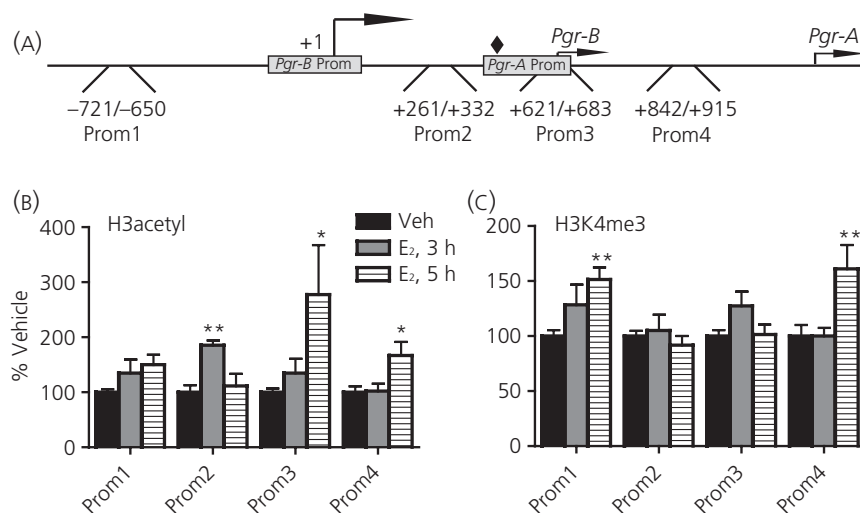 (A)
+1
Pgr-B Prom
Pgr-A Prom
Pgr-B
Pgr-A
–721/–650
Prom1
+261/+332
Prom2
+621/+683
Prom3
+842/+915
Prom4
(B)
H3acetyl
% Vehicle
400
300
200
100
0
**
*
*
Veh
E₂, 3 h
E₂, 5 h
Prom1
Prom2
Prom3
Prom4
(C)
H3K4me3
200
150
100
50
0
**
**
Prom1
Prom2
Prom3
Prom4